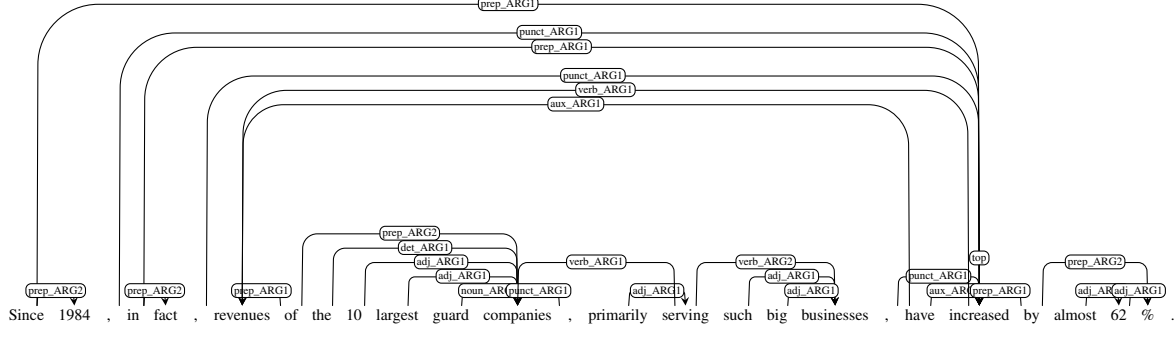 prep_ARG1
punct_ARG1
prep_ARG1
punct_ARG1
verb_ARG1
aux_ARG1
prep_ARG2
det_ARG1
adj_ARG1 verb_ARG1 top verb_ARG2 prep_ARG2
adj_ARG1 adj_ARG1 punct_ARG1
prep_ARG2 prep_ARG2 prep_ARG1 punct_ARG1 adj_ARG1 adj_ARG1 prep_ARG1 adj_ARG1
Since 1984 , in fact , revenues of the 10 largest guard companies , primarily serving such big businesses , have increased by almost 62 % .